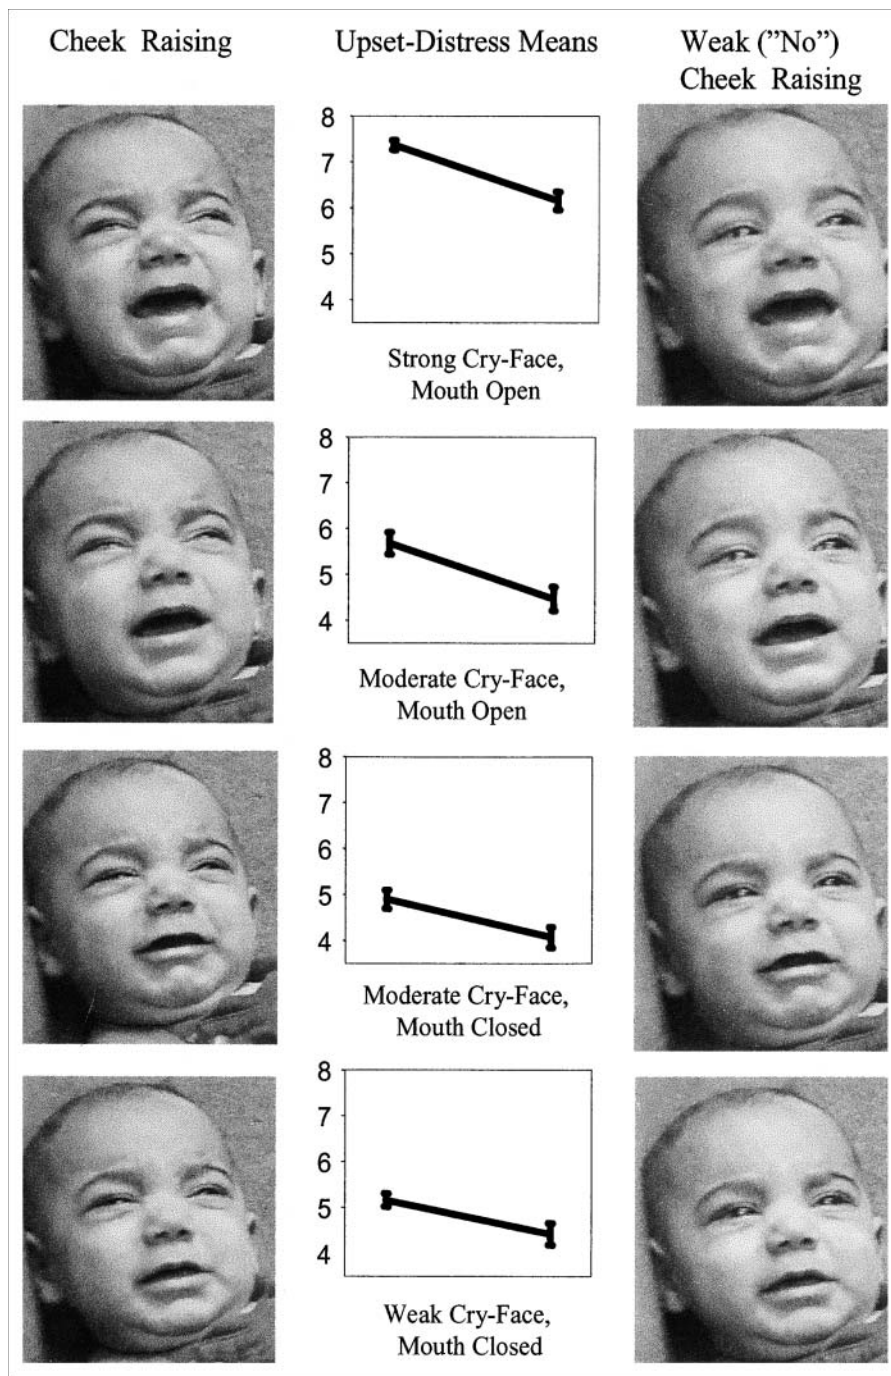 Cheek Raising
Upset-Distress Means
Weak (”No”)
Cheek Raising
8
7
6
5
4
Strong Cry-Face,
Mouth Open
8
7
6
5
4
Moderate Cry-Face,
Mouth Open
8
7
6
5
4
Moderate Cry-Face,
Mouth Closed
8
7
6
5
4
Weak Cry-Face,
Mouth Closed